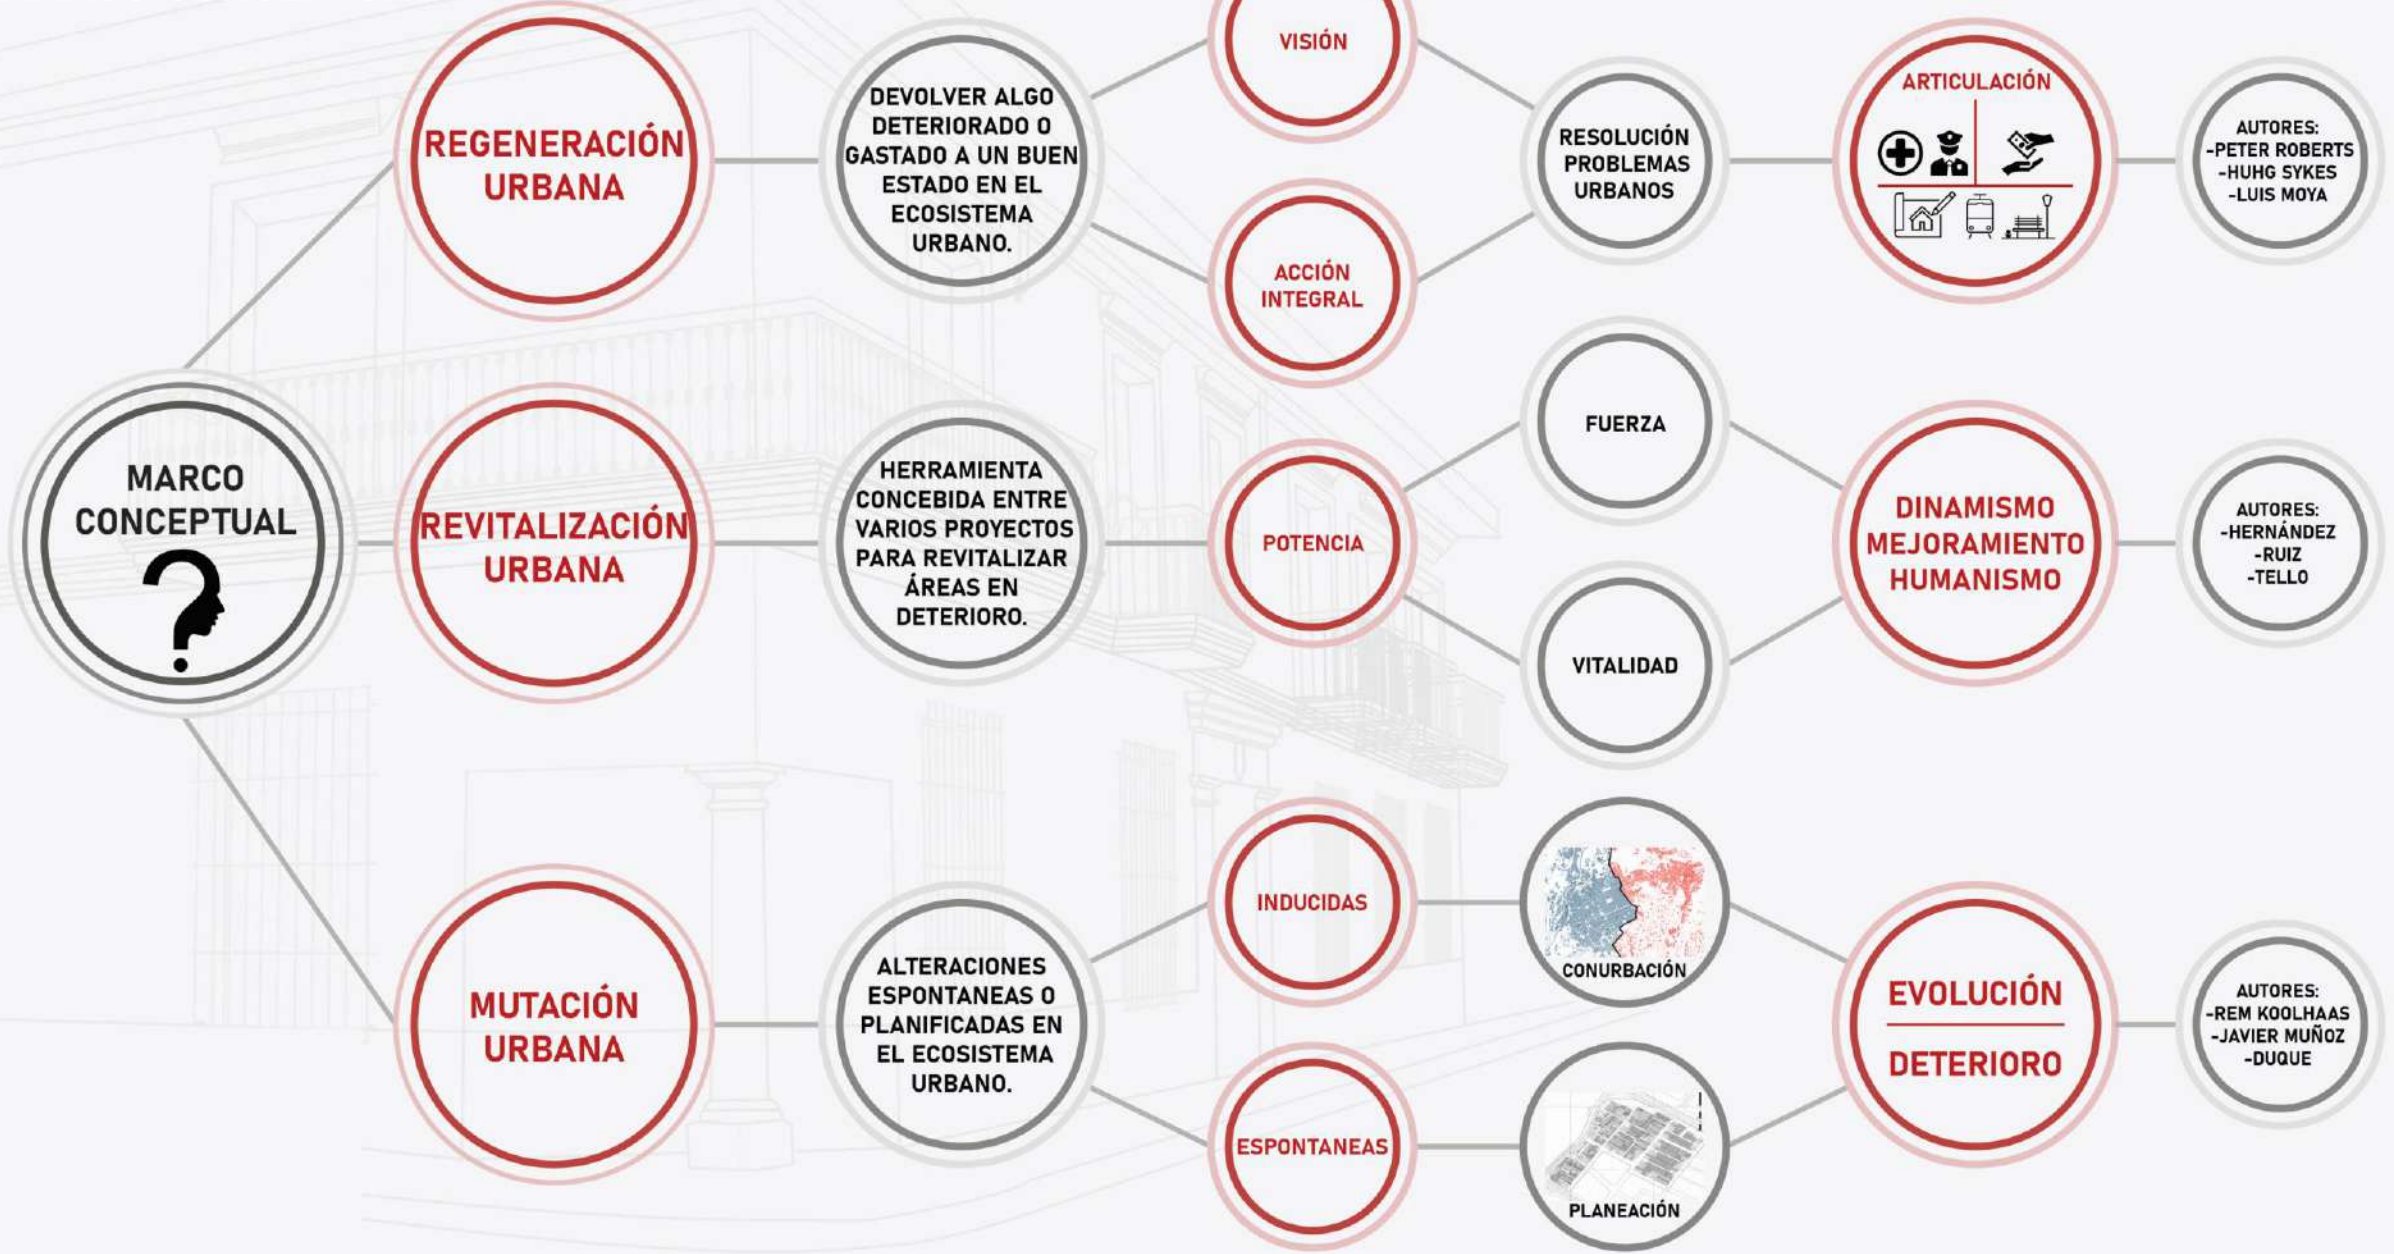 MARCO
CONCEPTUAL
REGENERACIÓN
URBANA
DEVOLVER ALGO
DETERIORADO O
GASTADO A UN BUEN
ESTADO EN EL
ECOSISTEMA
URBANO.
VISIÓN
ACCIÓN
INTEGRAL
RESOLUCIÓN
PROBLEMAS
URBANOS
ARTICULACIÓN
AUTORES:
-PETER ROBERTS
-HUHG SYKES
-LUIS MOYA
REVITALIZACIÓN
URBANA
HERRAMIENTA
CONCEBIDA ENTRE
VARIOS PROYECTOS
PARA REVITALIZAR
ÁREAS EN
DETERIORO.
POTENCIA
FUERZA
VITALIDAD
DINAMISMO
MEJORAMIENTO
HUMANISMO
AUTORES:
-HERNÁNDEZ
-RUIZ
-TELLO
MUTACIÓN
URBANA
ALTERACIONES
ESPONTANEAS O
PLANIFICADAS EN
EL ECOSISTEMA
URBANO.
INDUCIDAS
ESPONTANEAS
CONURBACIÓN
PLANEACIÓN
EVOLUCIÓN
DETERIORO
AUTORES:
-REM KOOLHAAS
-JAVIER MUÑOZ
-DUQUE